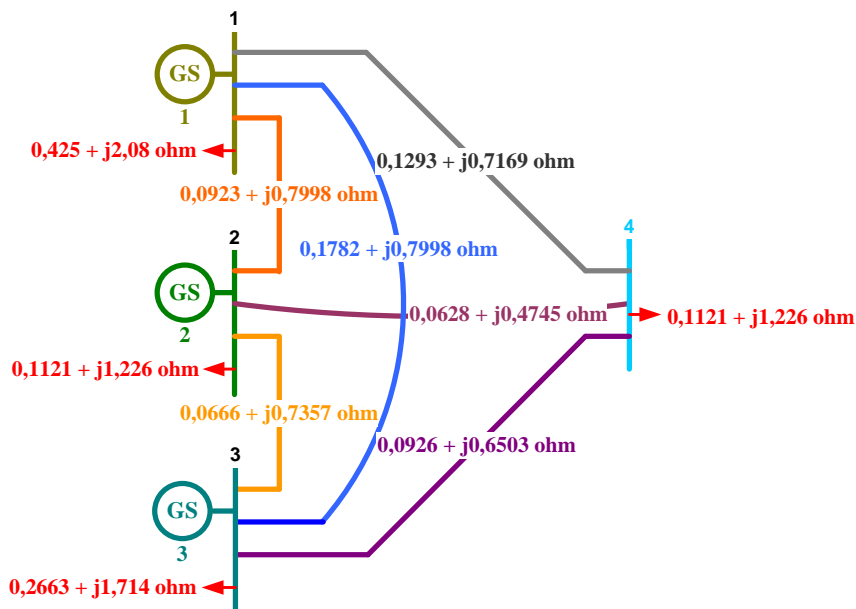 1
GS
1
0,425 + j2,08 ohm
0,1293 + j0,7169 ohm
0,0923 + j0,7998 ohm
4
2
0,1782 + j0,7998 ohm
GS
2
0,0628 + j0,4745 ohm
0,1121 + j1,226 ohm
0,1121 + j1,226 ohm
0,0666 + j0,7357 ohm
3
0,0926 + j0,6503 ohm
GS
3
0,2663 + j1,714 ohm